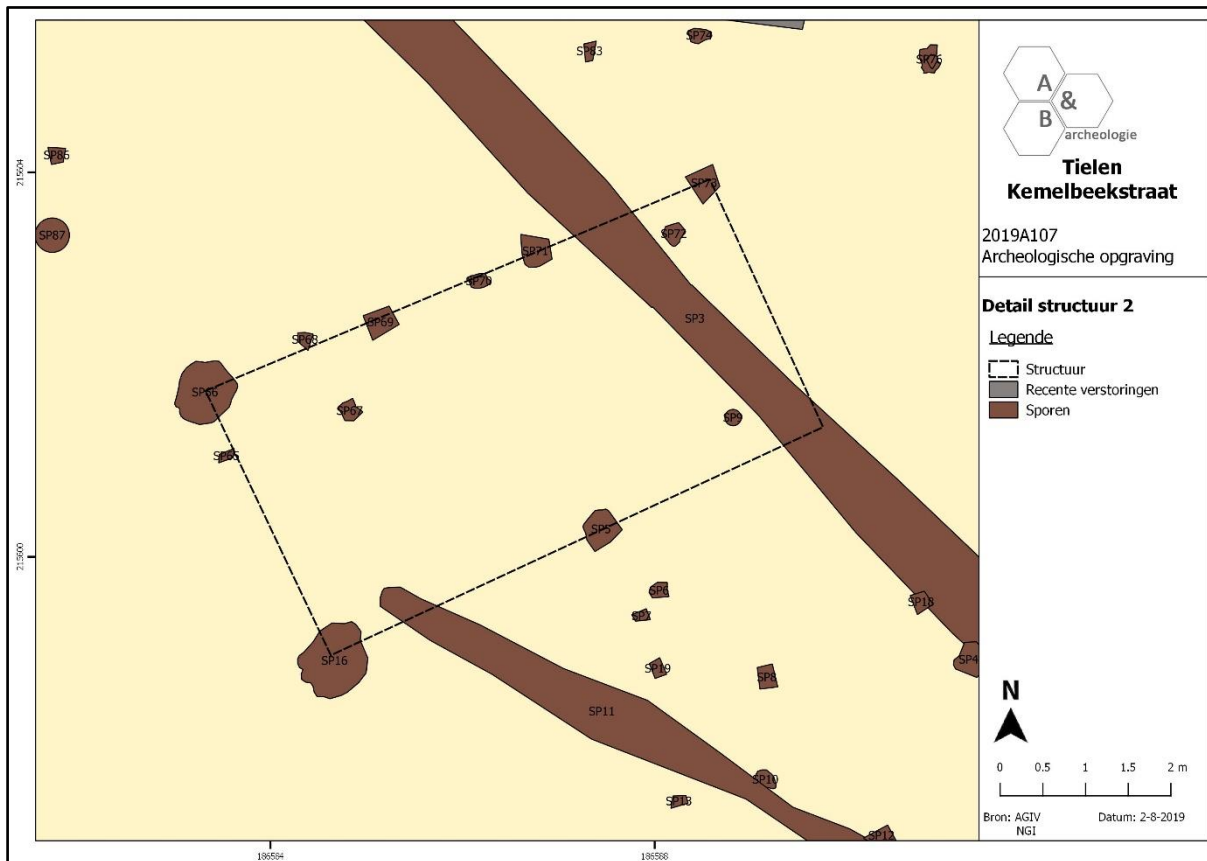 SP83
SP74
SP76
SP86
215604
SP73
SP87
SP72
SP71
SP70
SP3
SP69
SP68
SP66
SP67
SP9
SP65
SP5
215600
SP6
SP18
SP7
SP16
SP19
SP4
SP8
SP11
SP10
SP13
SP12
186584
186588
A
&
B
archeologie
Tielen
Kemelbeekstraat
2019A107
Archeologische opgraving
Detail structuur 2
Legende
Structuur
Recente verstoringen
Sporen
N
0 0.5 1 1.5 2 m
Bron: AGIV Datum: 2-8-2019
NGI